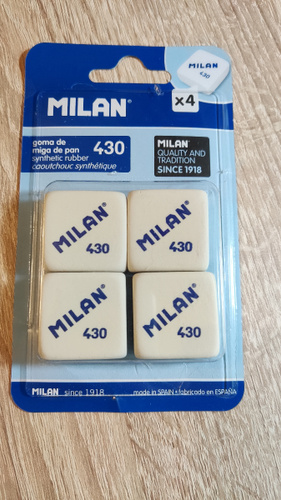 MILAN
430
MILAN®
x4
goma de
miga de pan 430
synthetic rubber
caoutchouc synthétique
MILAN®
QUALITY AND
TRADITION
SINCE 1918
MILAN®
430
MILAN®
430
MILAN®
430
MILAN®
430
MILAN since 1918
made in SPAIN • fabricado en ESPAÑA